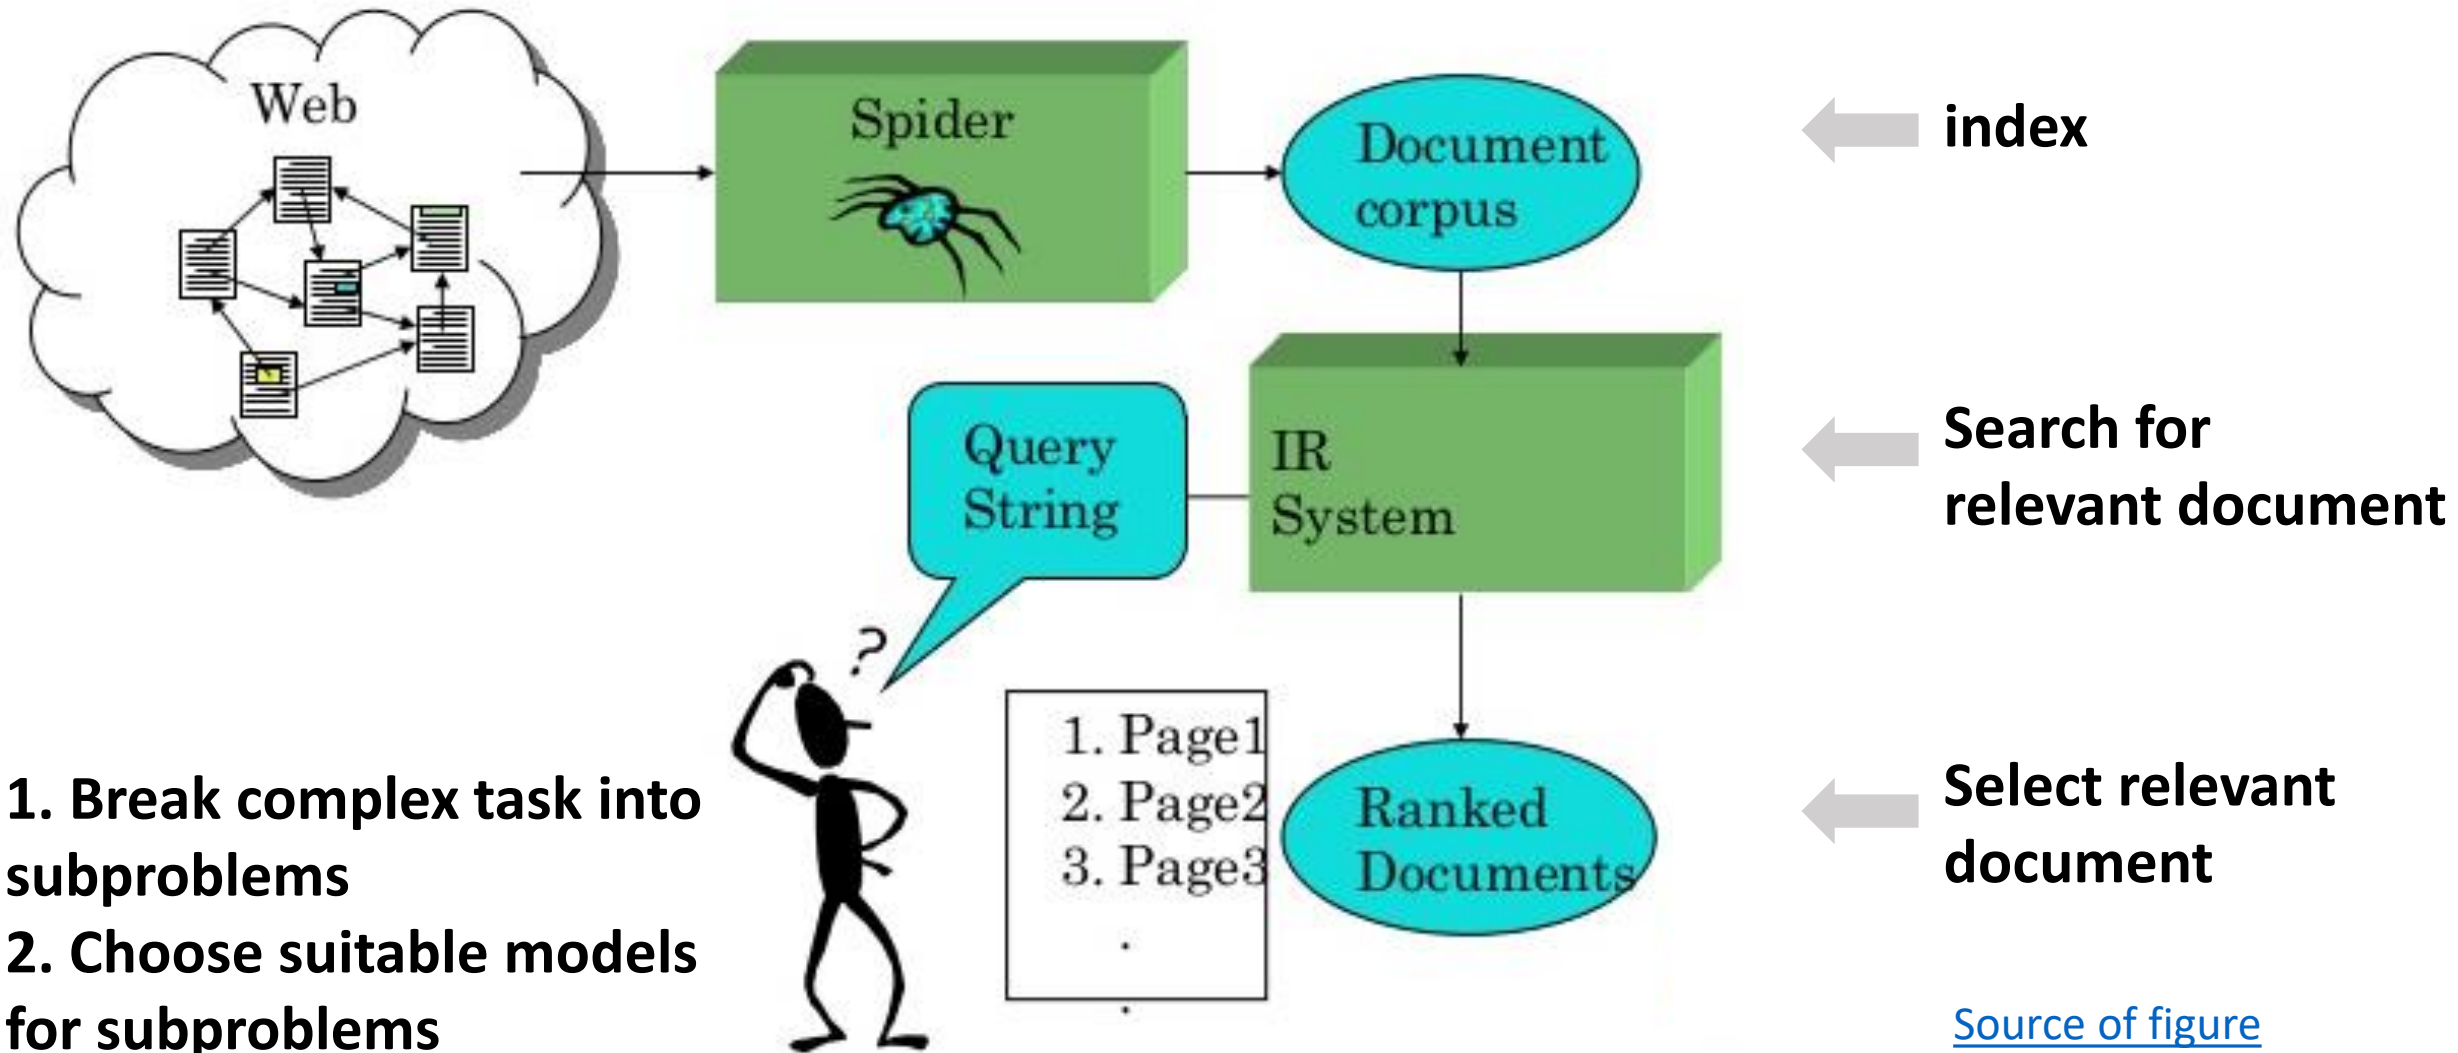 Web
Spider
Document
corpus
index
Query
String
IR
System
Search for
relevant document
?
1. Page1
2. Page2
3. Page3
.
.
Ranked
Documents
Select relevant
document
1. Break complex task into
subproblems
2. Choose suitable models
for subproblems
Source of figure